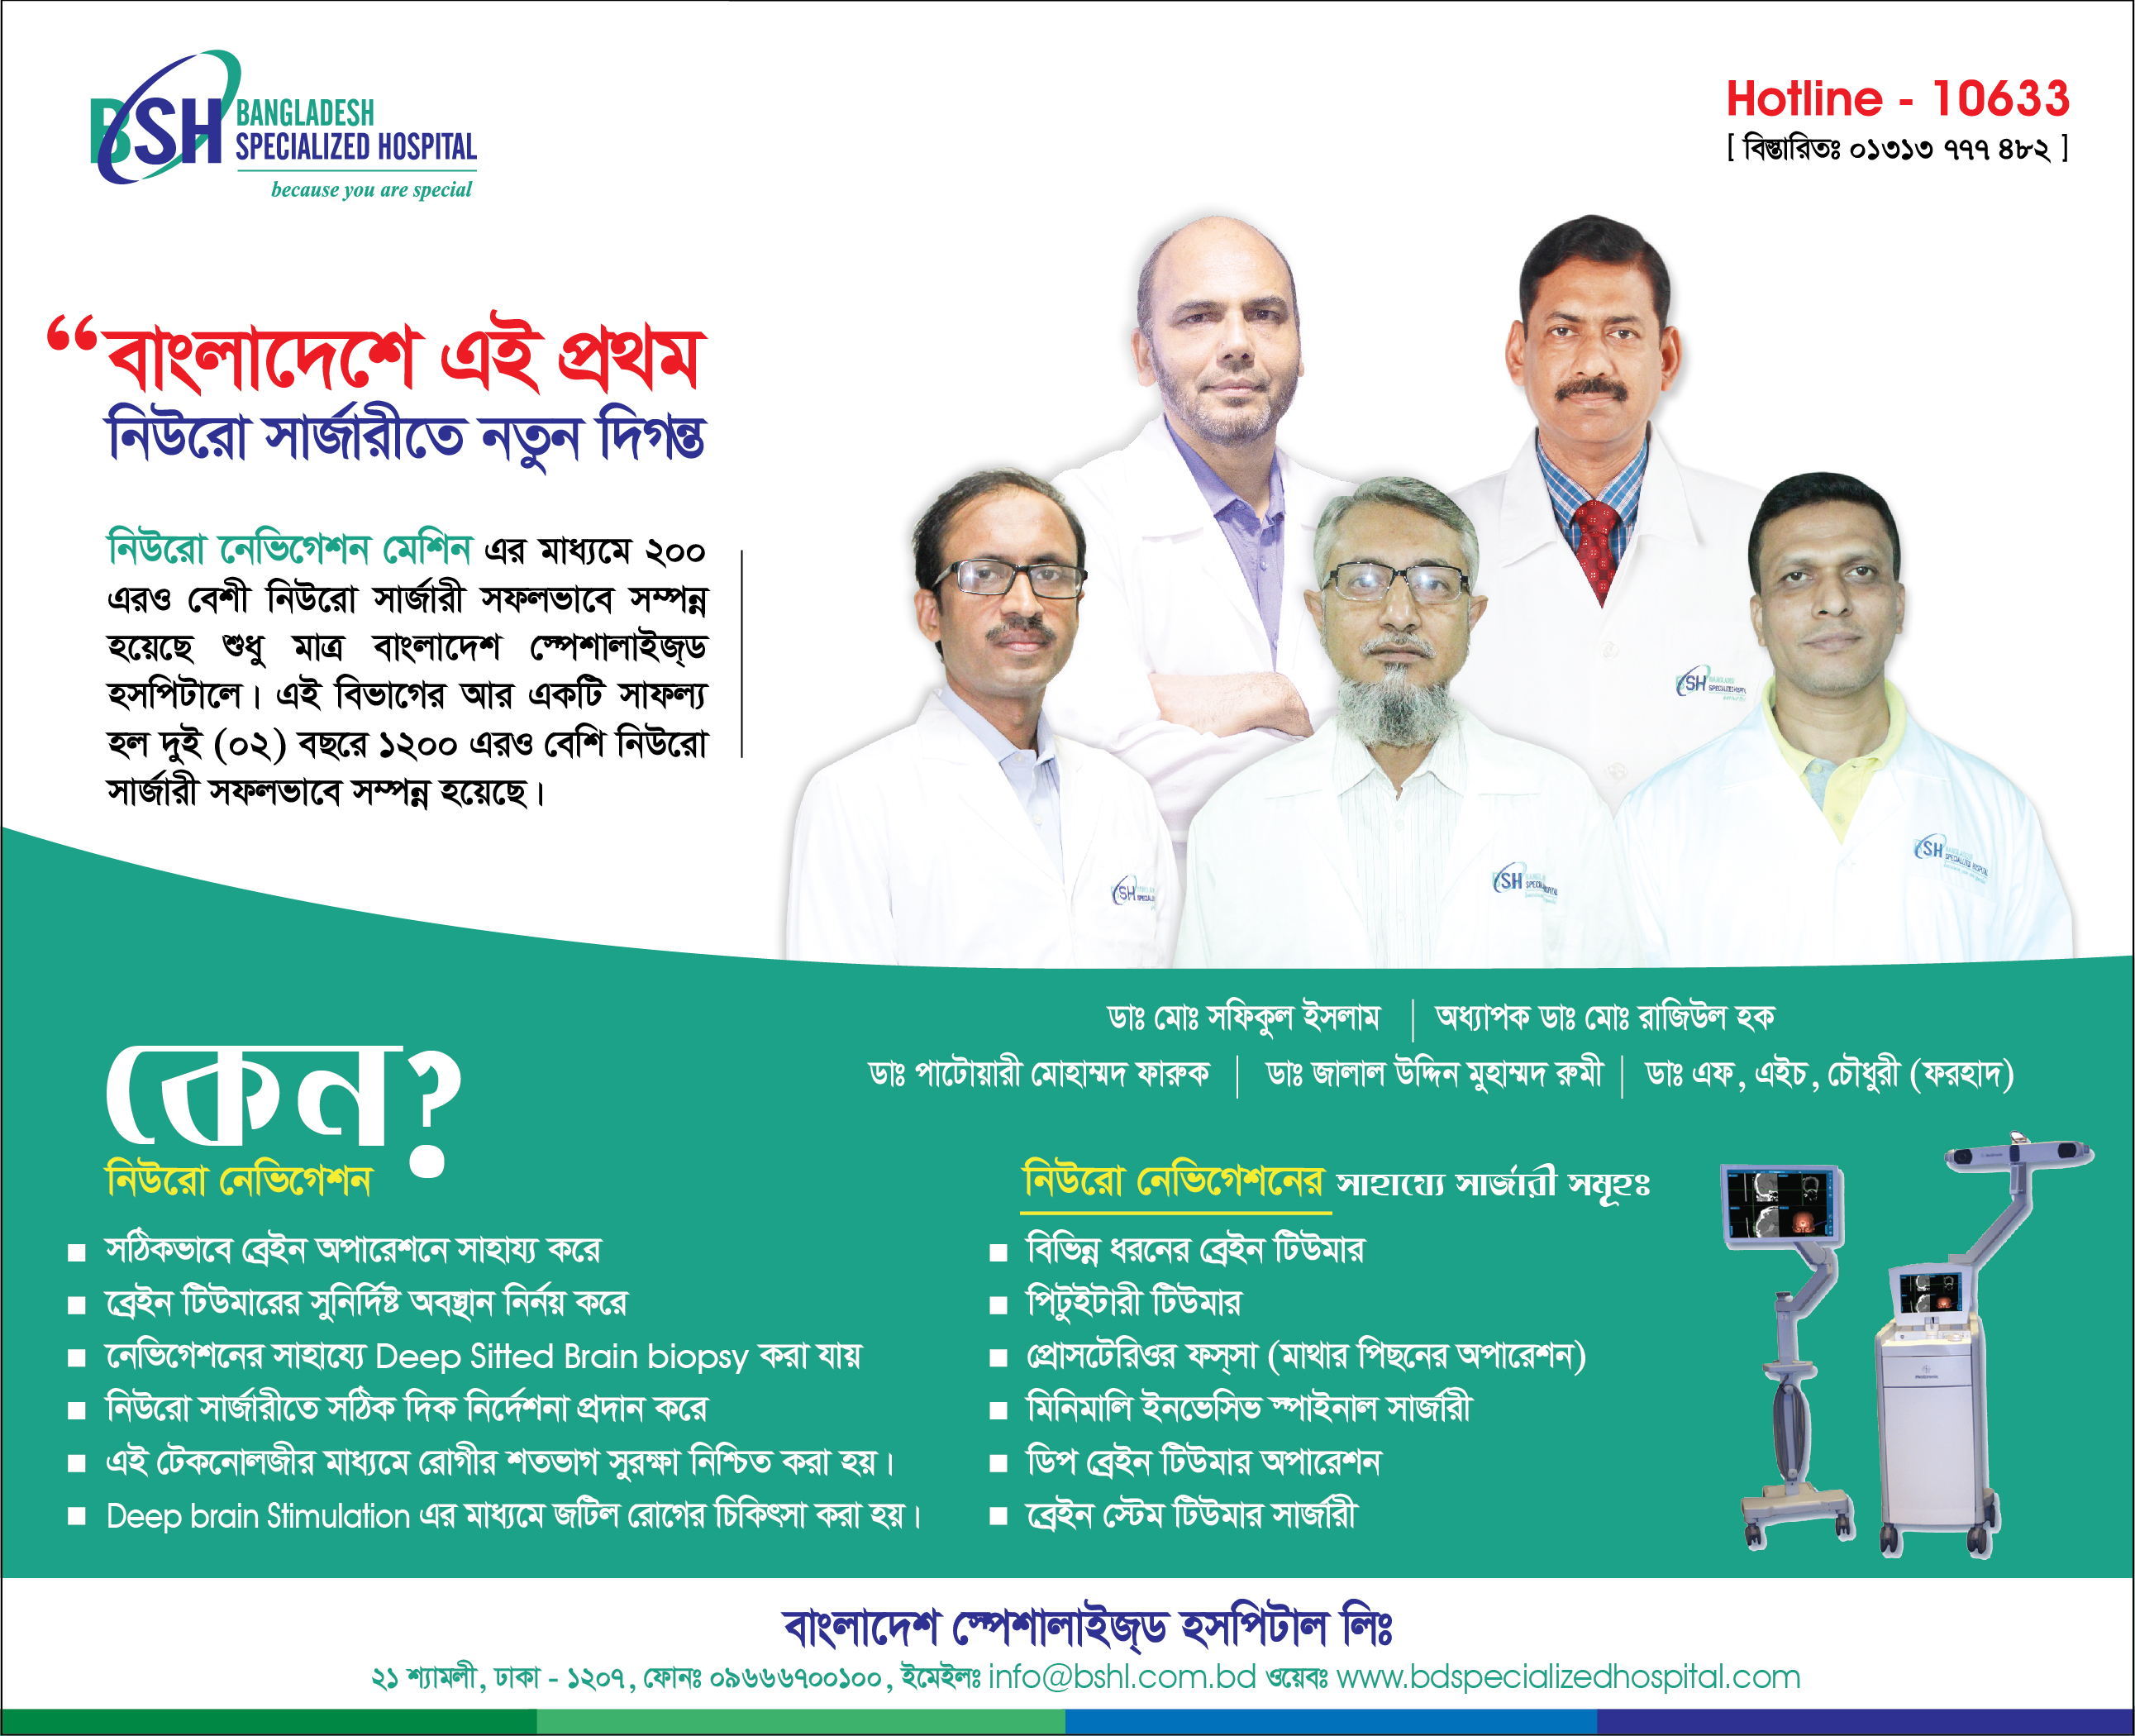 BSH BANGLADESH
SPECIALIZED HOSPITAL
because you are special
Hotline - 10633
[ বিস্তারিতঃ ০১৩১৩ ৭৭৭ ৪৮২ ]
“বাংলাদেশে এই প্রথম
নিউরো সার্জারীতে নতুন দিগন্ত
নিউরো নেভিগেশন মেশিন এর মাধ্যমে ২০০
এরও বেশী নিউরো সার্জারী সফলভাবে সম্পন্ন
হয়েছে শুধু মাত্র বাংলাদেশ স্পেশালাইজ্‌ড
হসপিটালে। এই বিভাগের আর একটি সাফল্য
হল দুই (০২) বছরে ১২০০ এরও বেশি নিউরো
সার্জারী সফলভাবে সম্পন্ন হয়েছে।
ডাঃ মোঃ সফিকুল ইসলাম | অধ্যাপক ডাঃ মোঃ রাজিউল হক
ডাঃ পাটোয়ারী মোহাম্মদ ফারুক | ডাঃ জালাল উদ্দিন মুহাম্মদ রুমী | ডাঃ এফ, এইচ, চৌধুরী (ফরহাদ)
কেন?
নিউরো নেভিগেশন
সঠিকভাবে ব্রেইন অপারেশনে সাহায্য করে
ব্রেইন টিউমারের সুনির্দিষ্ট অবস্থান নির্নয় করে
নেভিগেশনের সাহায্যে Deep Sitted Brain biopsy করা যায়
নিউরো সার্জারীতে সঠিক দিক নির্দেশনা প্রদান করে
এই টেকনোলজীর মাধ্যমে রোগীর শতভাগ সুরক্ষা নিশ্চিত করা হয়।
Deep brain Stimulation এর মাধ্যমে জটিল রোগের চিকিৎসা করা হয়।
নিউরো নেভিগেশনের সাহায্যে সার্জারী সমূহঃ
বিভিন্ন ধরনের ব্রেইন টিউমার
পিটুইটারী টিউমার
প্রোসটেরিওর ফস্‌সা (মাথার পিছনের অপারেশন)
মিনিমালি ইনভেসিভ স্পাইনাল সার্জারী
ডিপ ব্রেইন টিউমার অপারেশন
ব্রেইন স্টেম টিউমার সার্জারী
বাংলাদেশ স্পেশালাইজ্‌ড হসপিটাল লিঃ
২১ শ্যামলী, ঢাকা - ১২০৭, ফোনঃ ০৯৬৬৬৭০০১০০, ইমেইলঃ info@bshl.com.bd ওয়েবঃ www.bdspecializedhospital.com